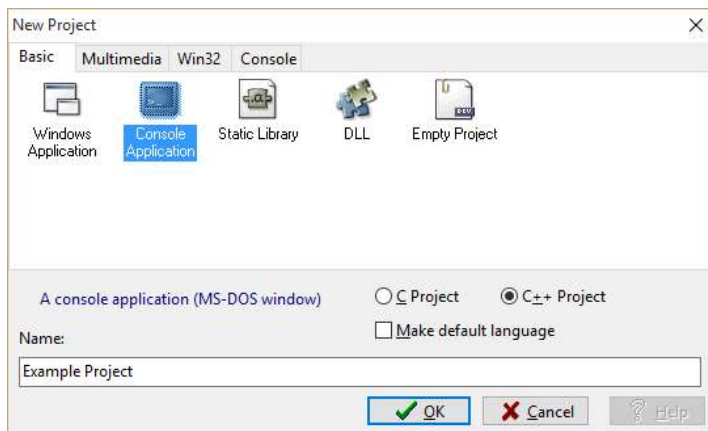 New Project
Basic Multimedia Win32 Console
Windows Application
Console Application
Static Library
DLL
Empty Project
A console application (MS-DOS window)
C Project
C++ Project
Make default language
Name:
Example Project
OK
Cancel
Help